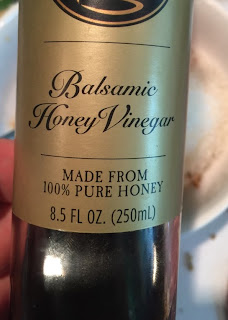 Balsamic
Honey Vinegar
MADE FROM
100% PURE HONEY
8.5 FL OZ. (250mL)